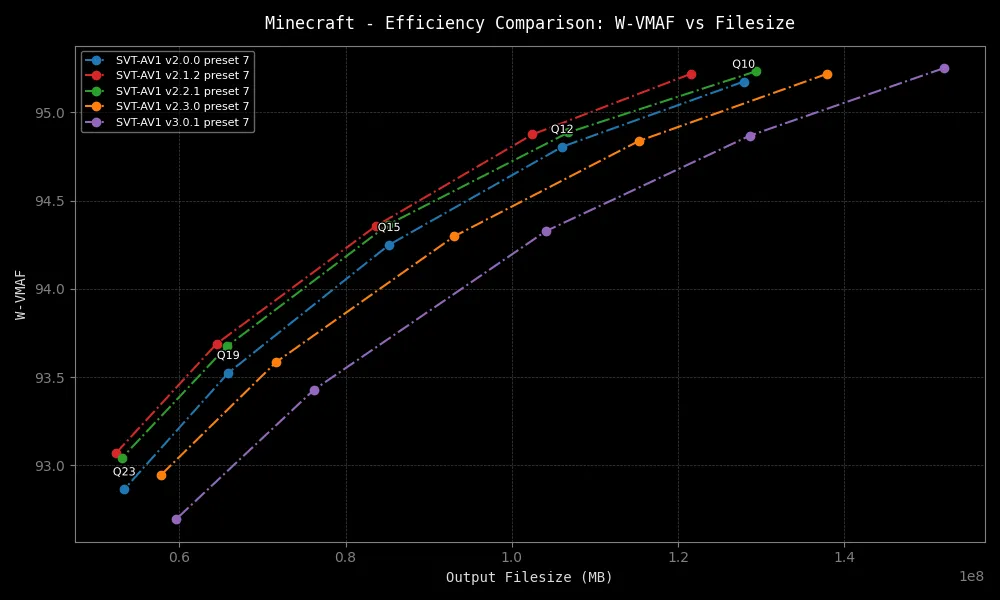 Minecraft - Efficiency Comparison: W-VMAF vs Filesize
SVT-AV1 v2.0.0 preset 7
SVT-AV1 v2.1.2 preset 7
SVT-AV1 v2.2.1 preset 7
SVT-AV1 v2.3.0 preset 7
SVT-AV1 v3.0.1 preset 7
Q10
Q12
Q15
Q19
Q23
W-VMAF
95.0
94.5
94.0
93.5
93.0
0.6 0.8 1.0 1.2 1.4
1e8
Output Filesize (MB)